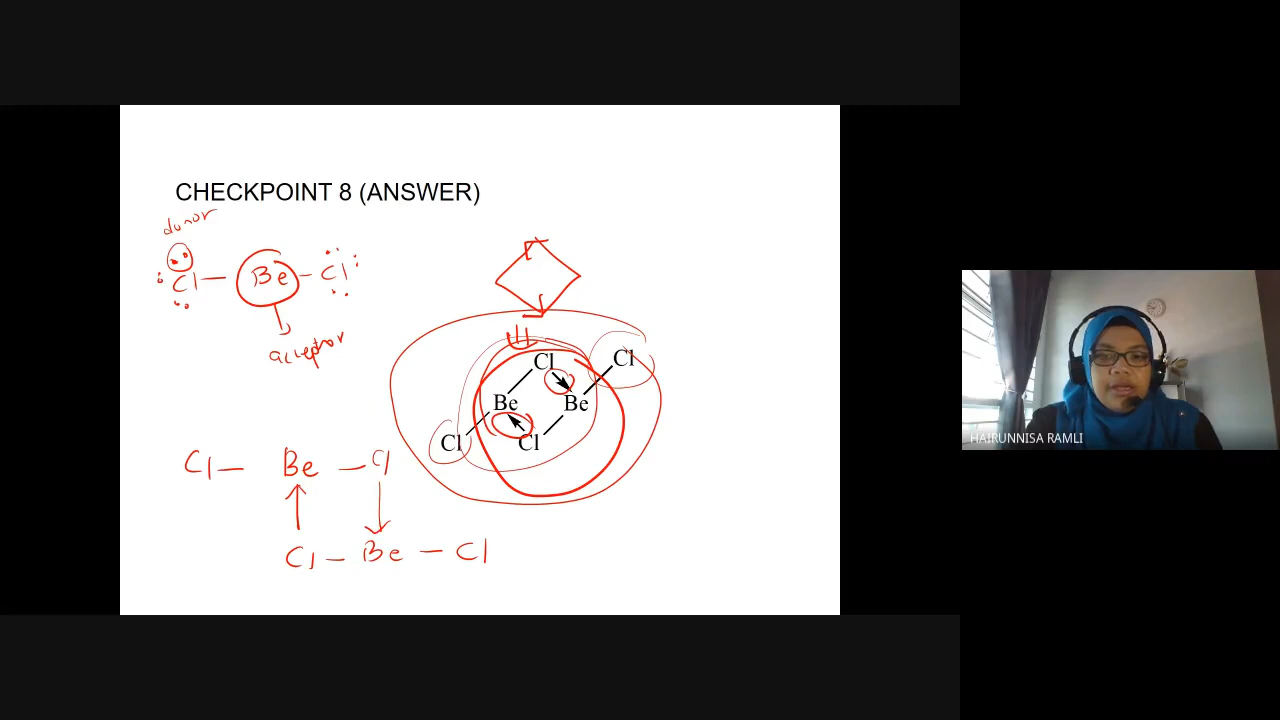 CHECKPOINT 8 (ANSWER)
donor
Cl — Be — Cl
acceptor
Cl Cl
Be Be
Cl Cl
Cl — Be — Cl
Cl — Be — Cl
HAIRUNNISA RAMLI